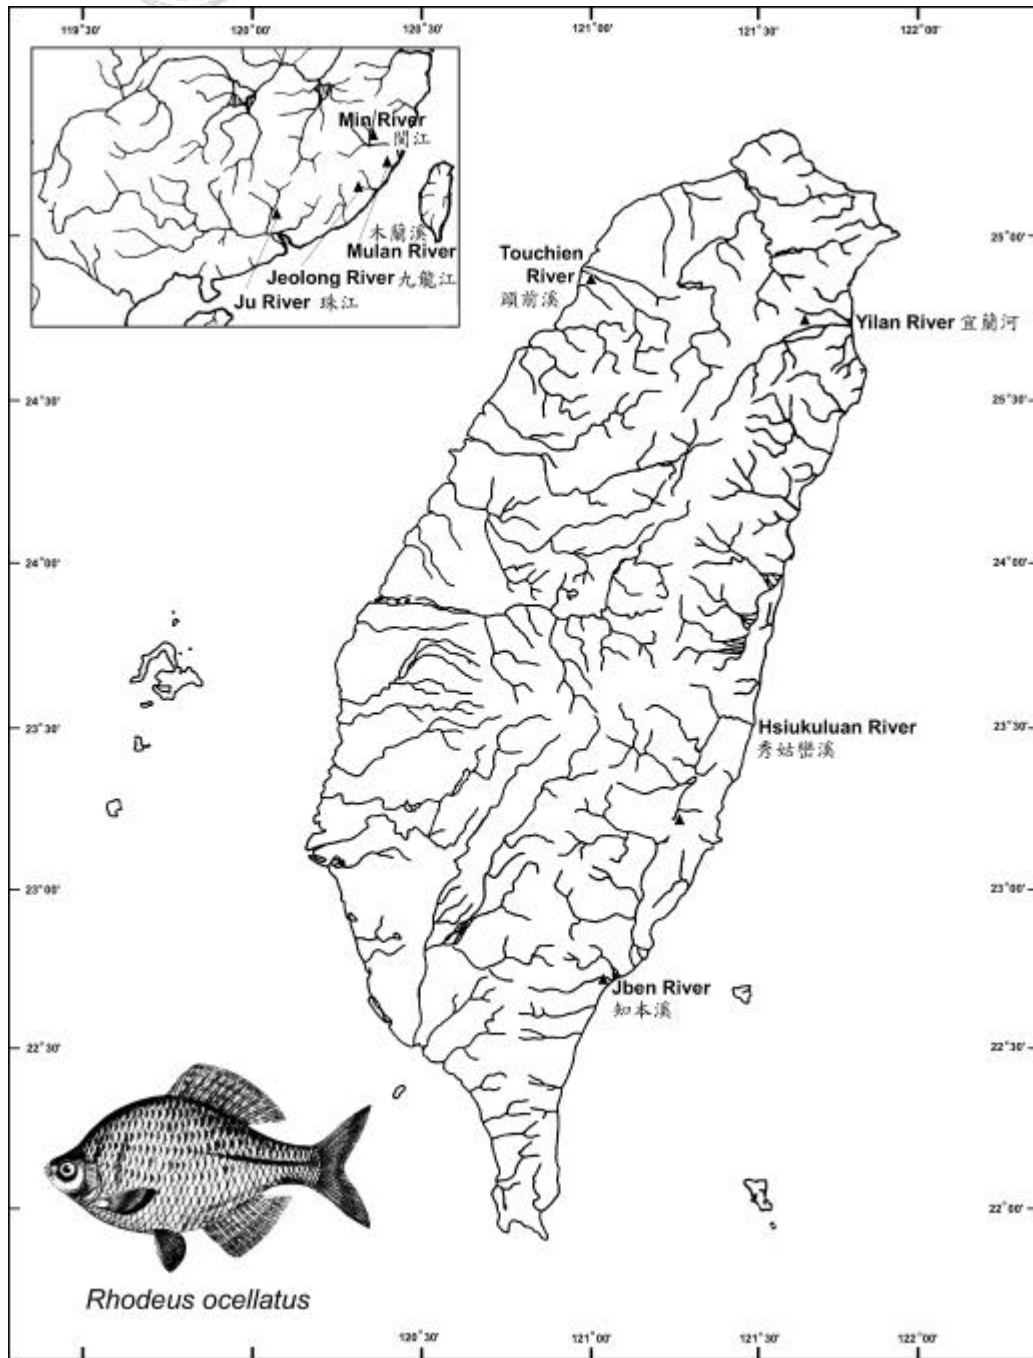 119°30'
120°00'
120°30'
121°00'
121°30'
122°00'
Min River
閩江
木蘭溪
Mulan River
Jeolong River 九龍江
Ju River 珠江
Touchien
River
頭前溪
25°00'
Yilan River 宜蘭河
24°30'
25°30'
24°00'
24°00'
23°30'
Hsiukuluan River
23°30'
秀姑巒溪
23°00'
23°00'
Jben River
知本溪
22°30'
22°30'
22°00'
Rhodeus ocellatus
120°30'
121°00'
121°30'
122°00'